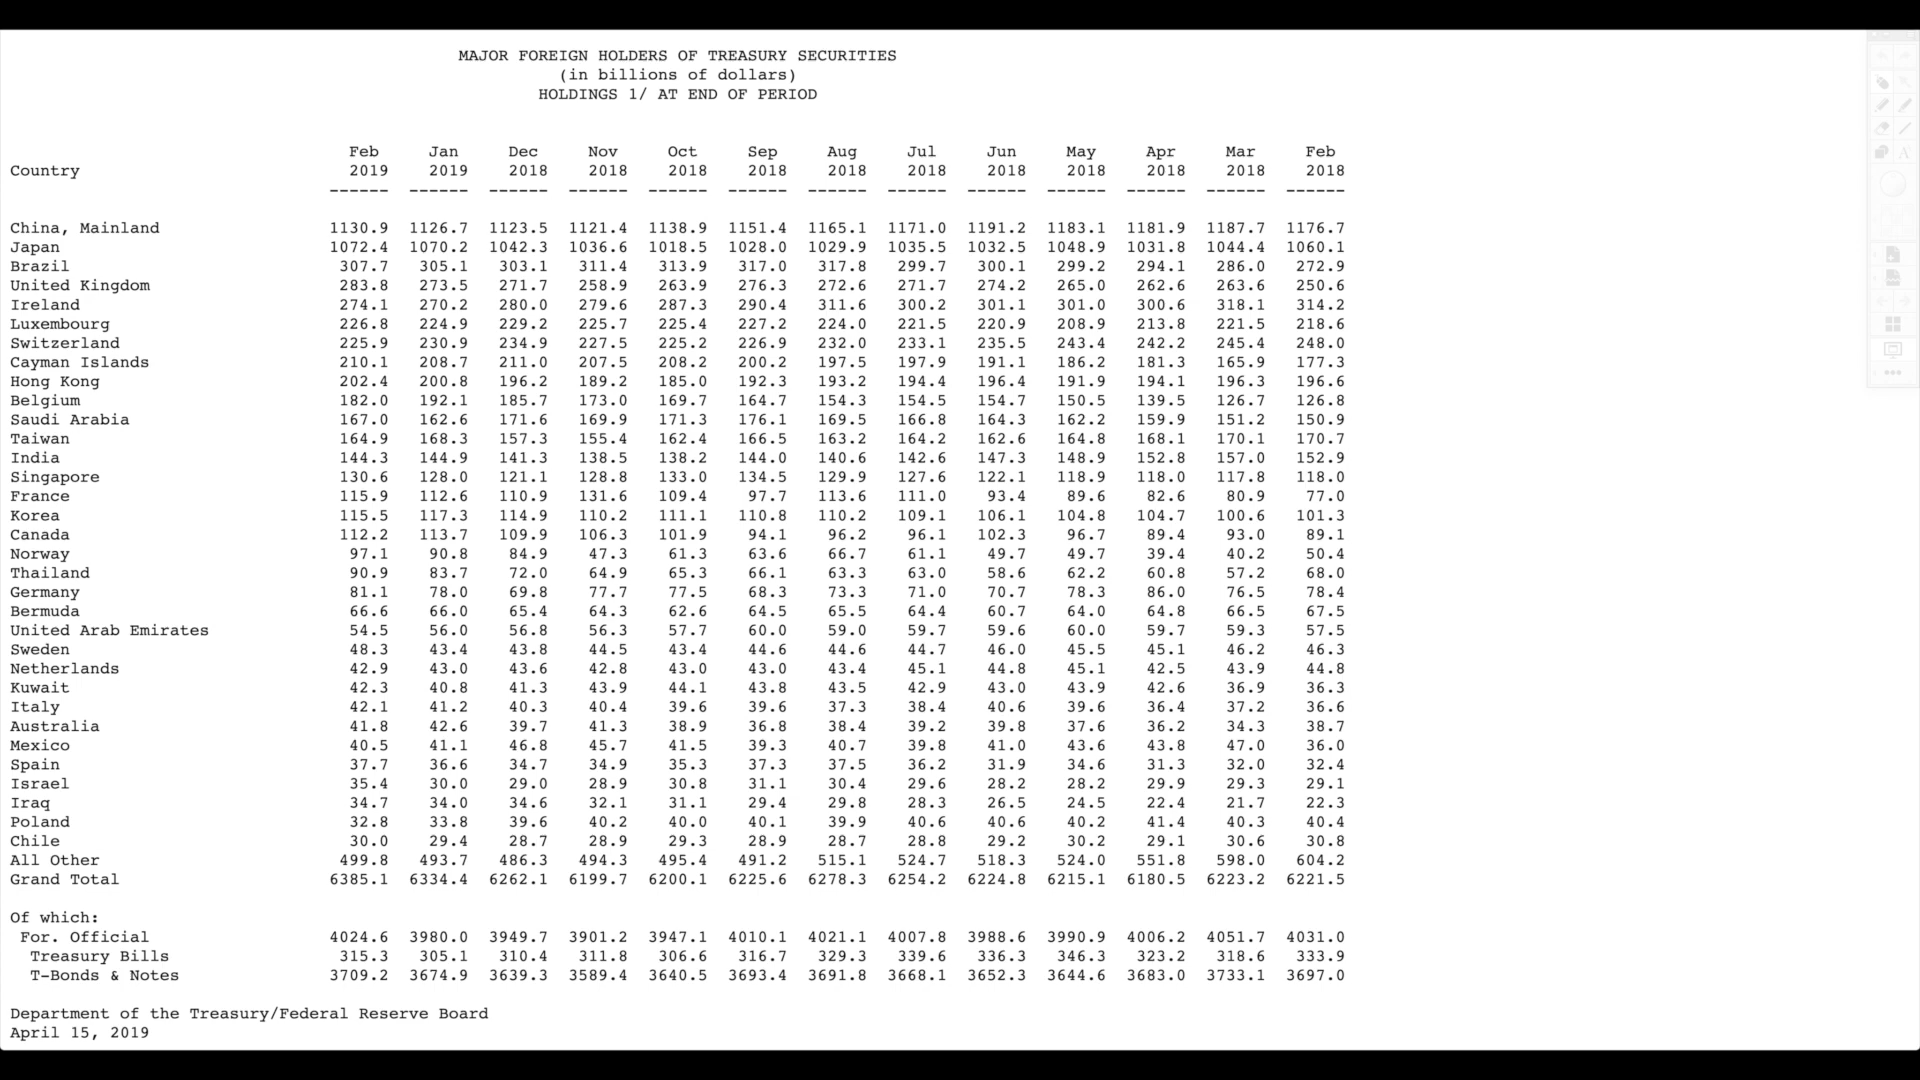 MAJOR FOREIGN HOLDERS OF TREASURY SECURITIES
(in billions of dollars)
HOLDINGS 1/ AT END OF PERIOD
Feb Jan Dec Nov Oct Sep Aug Jul Jun May Apr Mar Feb
Country 2019 2019 2018 2018 2018 2018 2018 2018 2018 2018 2018 2018 2018
------ ------ ------ ------ ------ ------ ------ ------ ------ ------ ------ ------ ------
China, Mainland 1130.9 1126.7 1123.5 1121.4 1138.9 1151.4 1165.1 1171.0 1191.2 1183.1 1181.9 1187.7 1176.7
Japan 1072.4 1070.2 1042.3 1036.6 1018.5 1028.0 1029.9 1035.5 1032.5 1048.9 1031.8 1044.4 1060.1
Brazil 307.7 305.1 303.1 311.4 313.9 317.0 317.8 299.7 300.1 299.2 294.1 286.0 272.9
United Kingdom 283.8 273.5 271.7 258.9 263.9 276.3 272.6 271.7 274.2 265.0 262.6 263.6 250.6
Ireland 274.1 270.2 280.0 279.6 287.3 290.4 311.6 300.2 301.1 301.0 300.6 318.1 314.2
Luxembourg 226.8 224.9 229.2 225.7 225.4 227.2 224.0 221.5 220.9 208.9 213.8 221.5 218.6
Switzerland 225.9 230.9 234.9 227.5 225.2 226.9 232.0 233.1 235.5 243.4 242.2 245.4 248.0
Cayman Islands 210.1 208.7 211.0 207.5 208.2 200.2 197.5 197.9 191.1 186.2 181.3 165.9 177.3
Hong Kong 202.4 200.8 196.2 189.2 185.0 192.3 193.2 194.4 196.4 191.9 194.1 196.3 196.6
Belgium 182.0 192.1 185.7 173.0 169.7 164.7 154.3 154.5 154.7 150.5 139.5 126.7 126.8
Saudi Arabia 167.0 162.6 171.6 169.9 171.3 176.1 169.5 166.8 164.3 162.2 159.9 151.2 150.9
Taiwan 164.9 168.3 157.3 155.4 162.4 166.5 163.2 164.2 162.6 164.8 168.1 170.1 170.7
India 144.3 144.9 141.3 138.5 138.2 144.0 140.6 142.6 147.3 148.9 152.8 157.0 152.9
Singapore 130.6 128.0 121.1 128.8 133.0 134.5 129.9 127.6 122.1 118.9 118.0 117.8 118.0
France 115.9 112.6 110.9 131.6 109.4 97.7 113.6 111.0 93.4 89.6 82.6 80.9 77.0
Korea 115.5 117.3 114.9 110.2 111.1 110.8 110.2 109.1 106.1 104.8 104.7 100.6 101.3
Canada 112.2 113.7 109.9 106.3 101.9 94.1 96.2 96.1 102.3 96.7 89.4 93.0 89.1
Norway 97.1 90.8 84.9 47.3 61.3 63.6 66.7 61.1 49.7 49.7 39.4 40.2 50.4
Thailand 90.9 83.7 72.0 64.9 65.3 66.1 63.3 63.0 58.6 62.2 60.8 57.2 68.0
Germany 81.1 78.0 69.8 77.7 77.5 68.3 73.3 71.0 70.7 78.3 86.0 76.5 78.4
Bermuda 66.6 66.0 65.4 64.3 62.6 64.5 65.5 64.4 60.7 64.0 64.8 66.5 67.5
United Arab Emirates 54.5 56.0 56.8 56.3 57.7 60.0 59.0 59.7 59.6 60.0 59.7 59.3 57.5
Sweden 48.3 43.4 43.8 44.5 43.4 44.6 44.6 44.7 46.0 45.5 45.1 46.2 46.3
Netherlands 42.9 43.0 43.6 42.8 43.0 43.0 43.4 45.1 44.8 45.1 42.5 43.9 44.8
Kuwait 42.3 40.8 41.3 43.9 44.1 43.8 43.5 42.9 43.0 43.9 42.6 36.9 36.3
Italy 42.1 41.2 40.3 40.4 39.6 39.6 37.3 38.4 40.6 39.6 36.4 37.2 36.6
Australia 41.8 42.6 39.7 41.3 38.9 36.8 38.4 39.2 39.8 37.6 36.2 34.3 38.7
Mexico 40.5 41.1 46.8 45.7 41.5 39.3 40.7 39.8 41.0 43.6 43.8 47.0 36.0
Spain 37.7 36.6 34.7 34.9 35.3 37.3 37.5 36.2 31.9 34.6 31.3 32.0 32.4
Israel 35.4 30.0 29.0 28.9 30.8 31.1 30.4 29.6 28.2 28.2 29.9 29.3 29.1
Iraq 34.7 34.0 34.6 32.1 31.1 29.4 29.8 28.3 26.5 24.5 22.4 21.7 22.3
Poland 32.8 33.8 39.6 40.2 40.0 40.1 39.9 40.6 40.6 40.2 41.4 40.3 40.4
Chile 30.0 29.4 28.7 28.9 29.3 28.9 28.7 28.8 29.2 30.2 29.1 30.6 30.8
All Other 499.8 493.7 486.3 494.3 495.4 491.2 515.1 524.7 518.3 524.0 551.8 598.0 604.2
Grand Total 6385.1 6334.4 6262.1 6199.7 6200.1 6225.6 6278.3 6254.2 6224.8 6215.1 6180.5 6223.2 6221.5
Of which:
For. Official 4024.6 3980.0 3949.7 3901.2 3947.1 4010.1 4021.1 4007.8 3988.6 3990.9 4006.2 4051.7 4031.0
Treasury Bills 315.3 305.1 310.4 311.8 306.6 316.7 329.3 339.6 336.3 346.3 323.2 318.6 333.9
T-Bonds & Notes 3709.2 3674.9 3639.3 3589.4 3640.5 3693.4 3691.8 3668.1 3652.3 3644.6 3683.0 3733.1 3697.0
Department of the Treasury/Federal Reserve Board
April 15, 2019